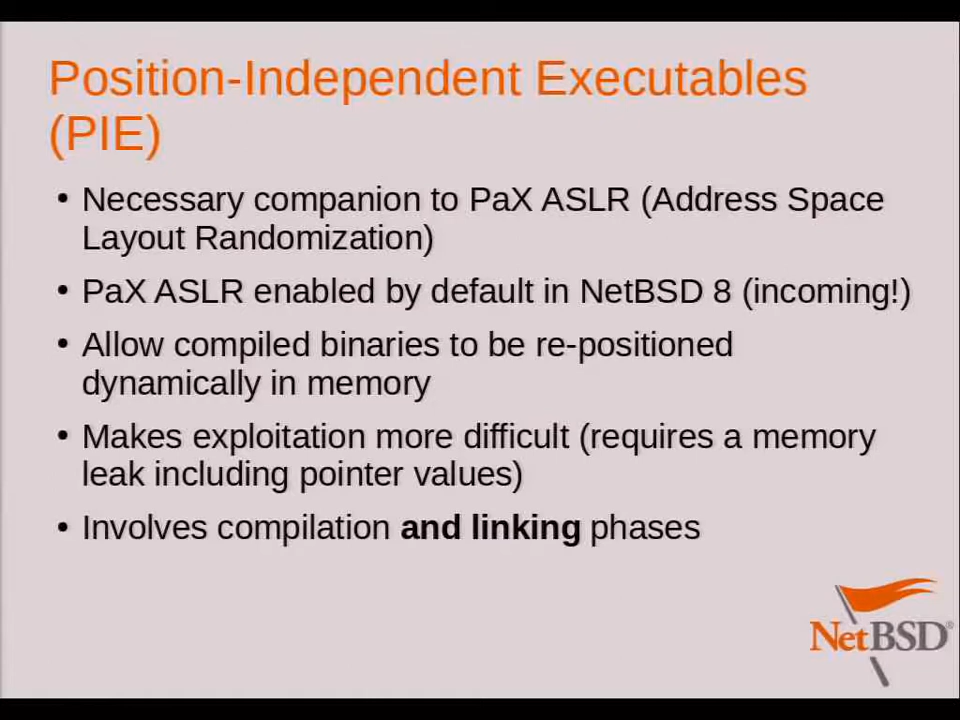 Position-Independent Executables
(PIE)
• Necessary companion to PaX ASLR (Address Space
Layout Randomization)
• PaX ASLR enabled by default in NetBSD 8 (incoming!)
• Allow compiled binaries to be re-positioned
dynamically in memory
• Makes exploitation more difficult (requires a memory
leak including pointer values)
• Involves compilation and linking phases
NetBSD®